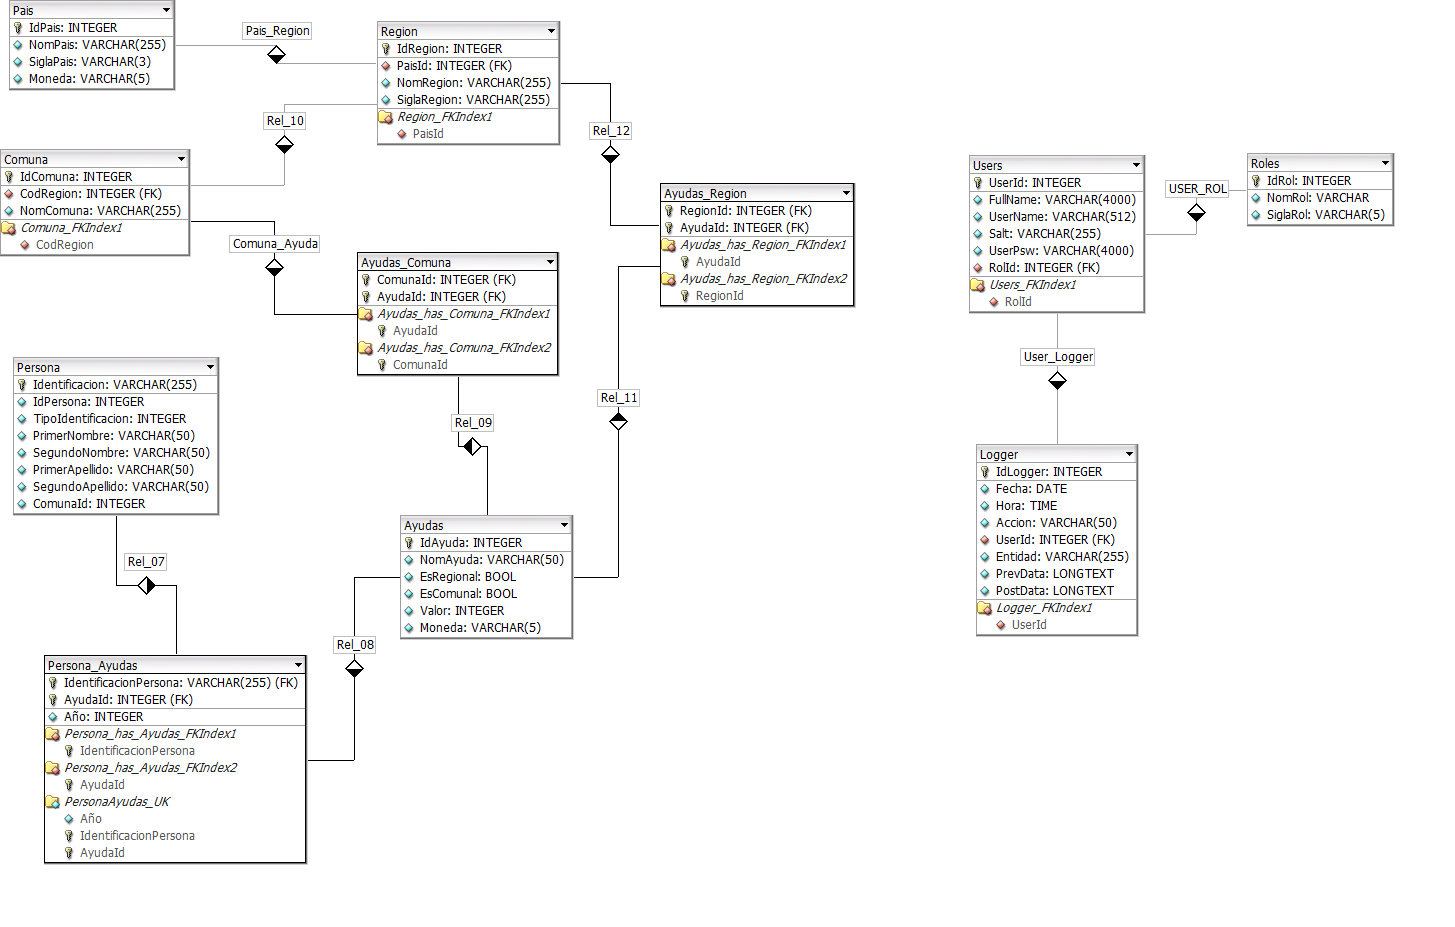 Pais
IdPais: INTEGER
NomPais: VARCHAR(255)
SiglaPais: VARCHAR(3)
Moneda: VARCHAR(5)
Pais_Region
Region
IdRegion: INTEGER
PaisId: INTEGER (FK)
NomRegion: VARCHAR(255)
SiglaRegion: VARCHAR(255)
Region_FKIndex1
PaisId
Rel_10
Rel_12
Comuna
IdComuna: INTEGER
CodRegion: INTEGER (FK)
NomComuna: VARCHAR(255)
Comuna_FKIndex1
CodRegion
Comuna_Ayuda
Ayudas_Comuna
ComunaId: INTEGER (FK)
AyudaId: INTEGER (FK)
Ayudas_has_Comuna_FKIndex1
AyudaId
Ayudas_has_Comuna_FKIndex2
ComunaId
Ayudas_Region
RegionId: INTEGER (FK)
AyudaId: INTEGER (FK)
Ayudas_has_Region_FKIndex1
AyudaId
Ayudas_has_Region_FKIndex2
RegionId
Users
UserId: INTEGER
FullName: VARCHAR(4000)
UserName: VARCHAR(512)
Salt: VARCHAR(255)
UserPsw: VARCHAR(4000)
RolId: INTEGER (FK)
Users_FKIndex1
RolId
USER_ROL
Roles
IdRol: INTEGER
NomRol: VARCHAR
SiglaRol: VARCHAR(5)
User_Logger
Persona
Identificacion: VARCHAR(255)
IdPersona: INTEGER
TipoIdentificacion: INTEGER
PrimerNombre: VARCHAR(50)
SegundoNombre: VARCHAR(50)
PrimerApellido: VARCHAR(50)
SegundoApellido: VARCHAR(50)
ComunaId: INTEGER
Rel_09
Rel_11
Logger
IdLogger: INTEGER
Fecha: DATE
Hora: TIME
Accion: VARCHAR(50)
UserId: INTEGER (FK)
Entidad: VARCHAR(255)
PrevData: LONGTEXT
PostData: LONGTEXT
Logger_FKIndex1
UserId
Ayudas
IdAyuda: INTEGER
NomAyuda: VARCHAR(50)
EsRegional: BOOL
EsComunal: BOOL
Valor: INTEGER
Moneda: VARCHAR(5)
Rel_07
Rel_08
Persona_Ayudas
IdentificacionPersona: VARCHAR(255) (FK)
AyudaId: INTEGER (FK)
Año: INTEGER
Persona_has_Ayudas_FKIndex1
IdentificacionPersona
Persona_has_Ayudas_FKIndex2
AyudaId
PersonaAyudas_UK
Año
IdentificacionPersona
AyudaId